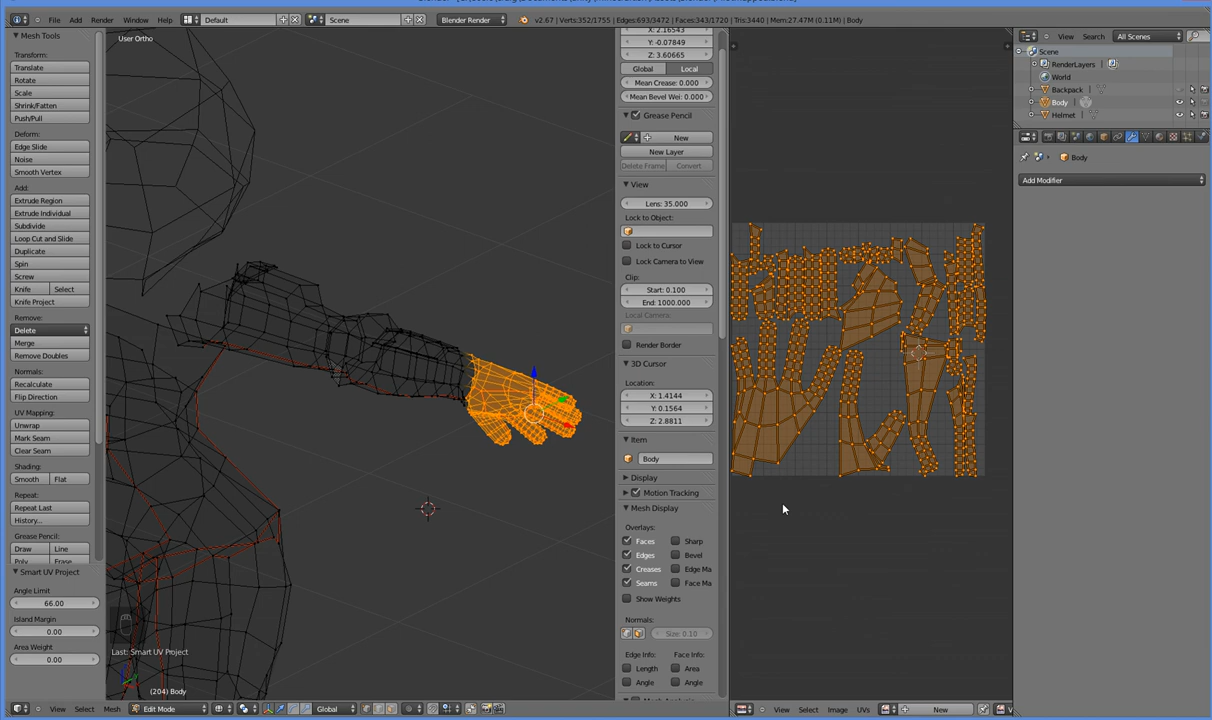 File Add Render Window Help Default Scene Blender Render v2.67 | Verts:352/1755 | Edges:693/3472 | Faces:343/1720 | Tris:3440 | Mem:27.47M (0.11M) | Body
Mesh Tools
Transform:
Translate
Rotate
Scale
Shrink/Fatten
Push/Pull
Deform:
Edge Slide
Noise
Smooth Vertex
Add:
Extrude Region
Extrude Individual
Subdivide
Loop Cut and Slide
Duplicate
Spin
Screw
Knife Select
Knife Project
Remove:
Delete
Merge
Remove Doubles
Normals:
Recalculate
Flip Direction
UV Mapping:
Unwrap
Mark Seam
Clear Seam
Shading:
Smooth Flat
Repeat:
Repeat Last
History...
Grease Pencil:
Draw Line
Poly Erase
Smart UV Project
Angle Limit
66.00
Island Margin
0.00
Area Weight
0.00
User Ortho
Last: Smart UV Project
(204) Body
View Select Mesh Edit Mode Global
X: 2.16543
Y: -0.07849
Z: 3.60665
Global Local
Mean Crease: 0.000
Mean Bevel Wei: 0.000
Grease Pencil
New
New Layer
Delete Frame Convert
View
Lens: 35.000
Lock to Object:
Lock to Cursor
Lock Camera to View
Clip:
Start: 0.100
End: 1000.000
Local Camera:
Render Border
3D Cursor
Location:
X: 1.4144
Y: 0.1564
Z: 2.8811
Item
Body
Display
Motion Tracking
Mesh Display
Overlays:
Faces Sharp
Edges Bevel
Creases Edge Ma
Seams Face Ma
Show Weights
Normals:
Size: 0.10
Edge Info: Face Info:
Length Area
Angle Angle
View Select Image UVs New
View Search All Scenes
Scene
RenderLayers
World
Backpack
Body
Helmet
Body
Add Modifier